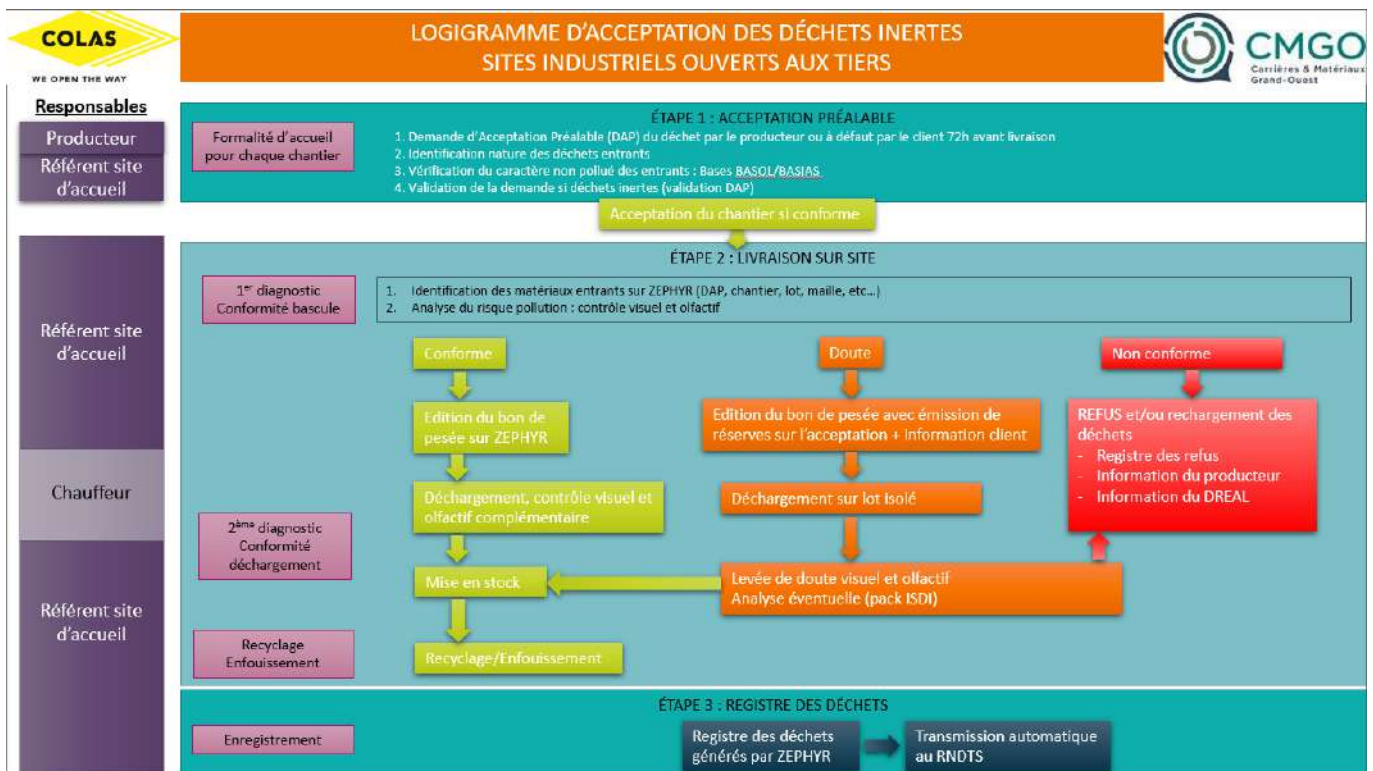 COLAS
WE OPEN THE WAY
LOGIGRAMME D'ACCEPTATION DES DÉCHETS INERTES
SITES INDUSTRIELS OUVERTS AUX TIERS
CMGO
Carrières & Matériaux
Grand-Ouest
Responsables
Producteur
Référent site
d'accueil
Formalité d'accueil
pour chaque chantier
ÉTAPE 1 : ACCEPTATION PRÉALABLE
1. Demande d'Acceptation Préalable (DAP) du déchet par le producteur ou à défaut par le client 72h avant livraison
2. Identification nature des déchets entrants
3. Vérification du caractère non pollué des entrants : Bases BASOL/BASIAS
4. Validation de la demande si déchets inertes (validation DAP)
Acceptation du chantier si conforme
ÉTAPE 2 : LIVRAISON SUR SITE
1er diagnostic
Conformité bascule
1. Identification des matériaux entrants sur ZEPHYR (DAP, chantier, lot, maille, etc...)
2. Analyse du risque pollution : contrôle visuel et olfactif
Référent site
d'accueil
Conforme
Doute
Non conforme
Edition du bon de
pesée sur ZEPHYR
Edition du bon de pesée avec émission de
réserves sur l'acceptation + information client
REFUS et/ou rechargement des
déchets
- Registre des refus
- Information du producteur
- Information du DREAL
Chauffeur
Déchargement, contrôle visuel et
olfactif complémentaire
Déchargement sur lot isolé
2ème diagnostic
Conformité
déchargement
Mise en stock
Levée de doute visuel et olfactif
Analyse éventuelle (pack ISDI)
Référent site
d'accueil
Recyclage
Enfouissement
Recyclage/Enfouissement
ÉTAPE 3 : REGISTRE DES DÉCHETS
Enregistrement
Registre des déchets
générés par ZEPHYR
Transmission automatique
au RNDTS